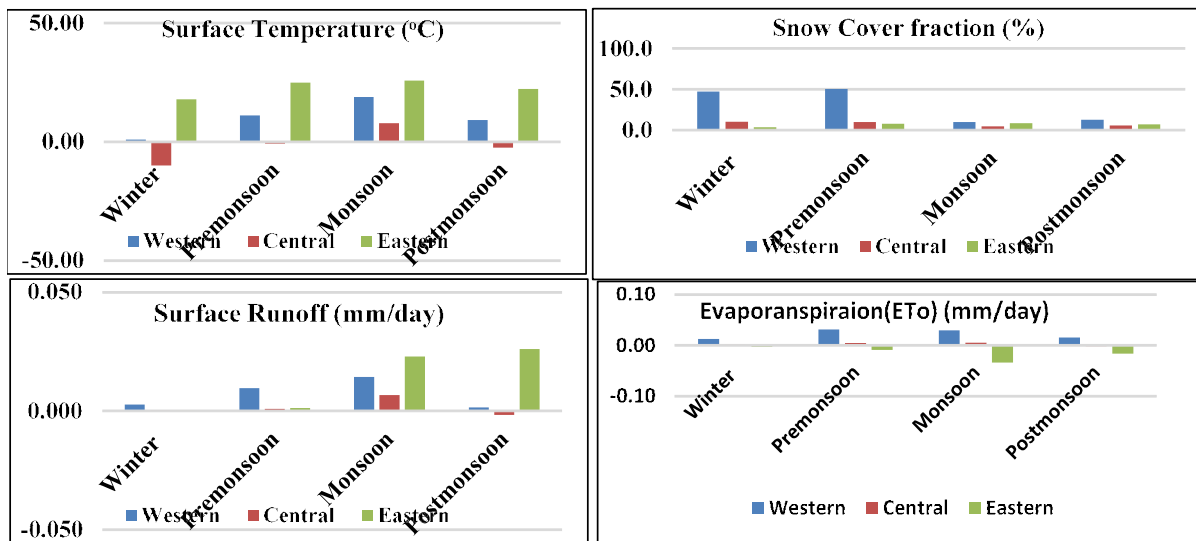 Surface Temperature (°C)
50.00
0.00
-50.00
Winter
Premonsoon
Monsoon
Postmonsoon
Western Central Eastern
Snow Cover fraction (%)
100.0
50.0
0.0
Winter
Premonsoon
Monsoon
Postmonsoon
Western Central Eastern
Surface Runoff (mm/day)
0.050
0.000
-0.050
Winter
Premonsoon
Monsoon
Postmonsoon
Western Central Eastern
Evaporanspiraion(ETo) (mm/day)
0.10
0.00
-0.10
Winter
Premonsoon
Monsoon
Postmonsoon
Western Central Eastern